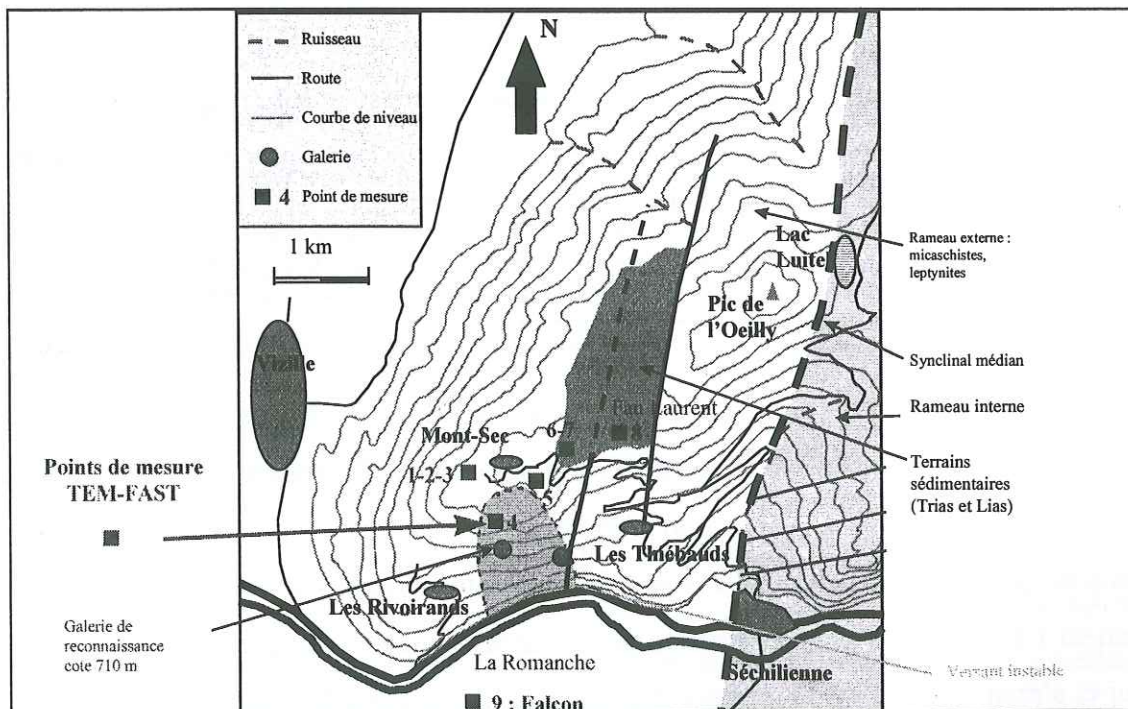 Ruisseau
Route
Courbe de niveau
Galerie
4 Point de mesure
N
1 km
Vizille
Lac
Luitel
Pic de
l'Oeilly
Rameau externe :
micaschistes,
leptynites
Synclinal médian
Rameau interne
Terrains
sédimentaires
(Trias et Lias)
Laurent
Mont-Sec
6-7
8
1-2-3
5
4
Points de mesure
TEM-FAST
Les Thiébauds
Les Rivoirands
Galerie de
reconnaissance
cote 710 m
La Romanche
Séchilienne
Versant instable
9 : Falcon